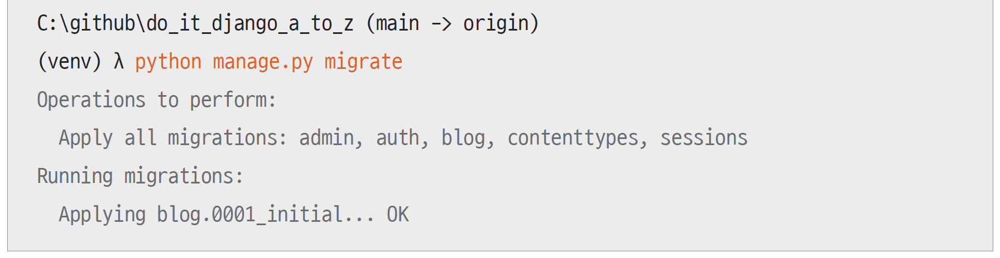 C:\github\do_it_django_a_to_z (main -> origin)
(venv) λ python manage.py migrate
Operations to perform:
  Apply all migrations: admin, auth, blog, contenttypes, sessions
Running migrations:
  Applying blog.0001_initial... OK